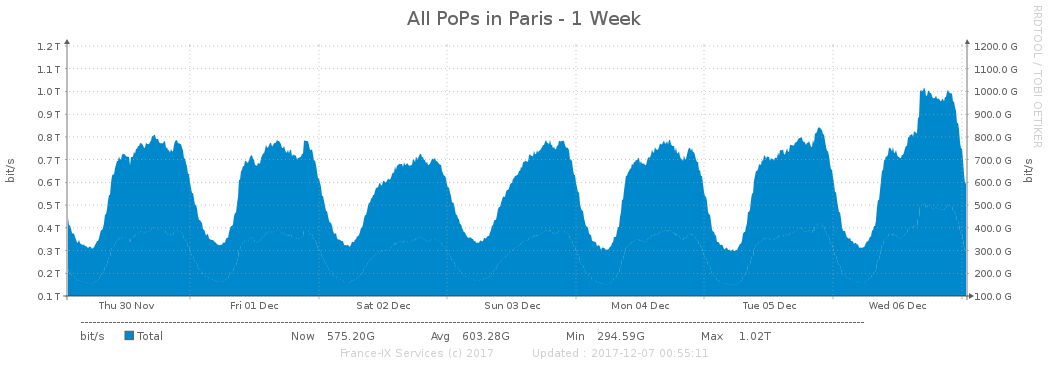 All PoPs in Paris - 1 Week
RRDTOOL / TOBI OETIKER
bit/s
1.2 T
1.1 T
1.0 T
0.9 T
0.8 T
0.7 T
0.6 T
0.5 T
0.4 T
0.3 T
0.2 T
0.1 T
1200.0 G
1100.0 G
1000.0 G
900.0 G
800.0 G
700.0 G
600.0 G
500.0 G
400.0 G
300.0 G
200.0 G
100.0 G
bit/s
Thu 30 Nov Fri 01 Dec Sat 02 Dec Sun 03 Dec Mon 04 Dec Tue 05 Dec Wed 06 Dec
bit/s Total Now 575.20G Avg 603.28G Min 294.59G Max 1.02T
France-IX Services (c) 2017 Updated : 2017-12-07 00:55:11